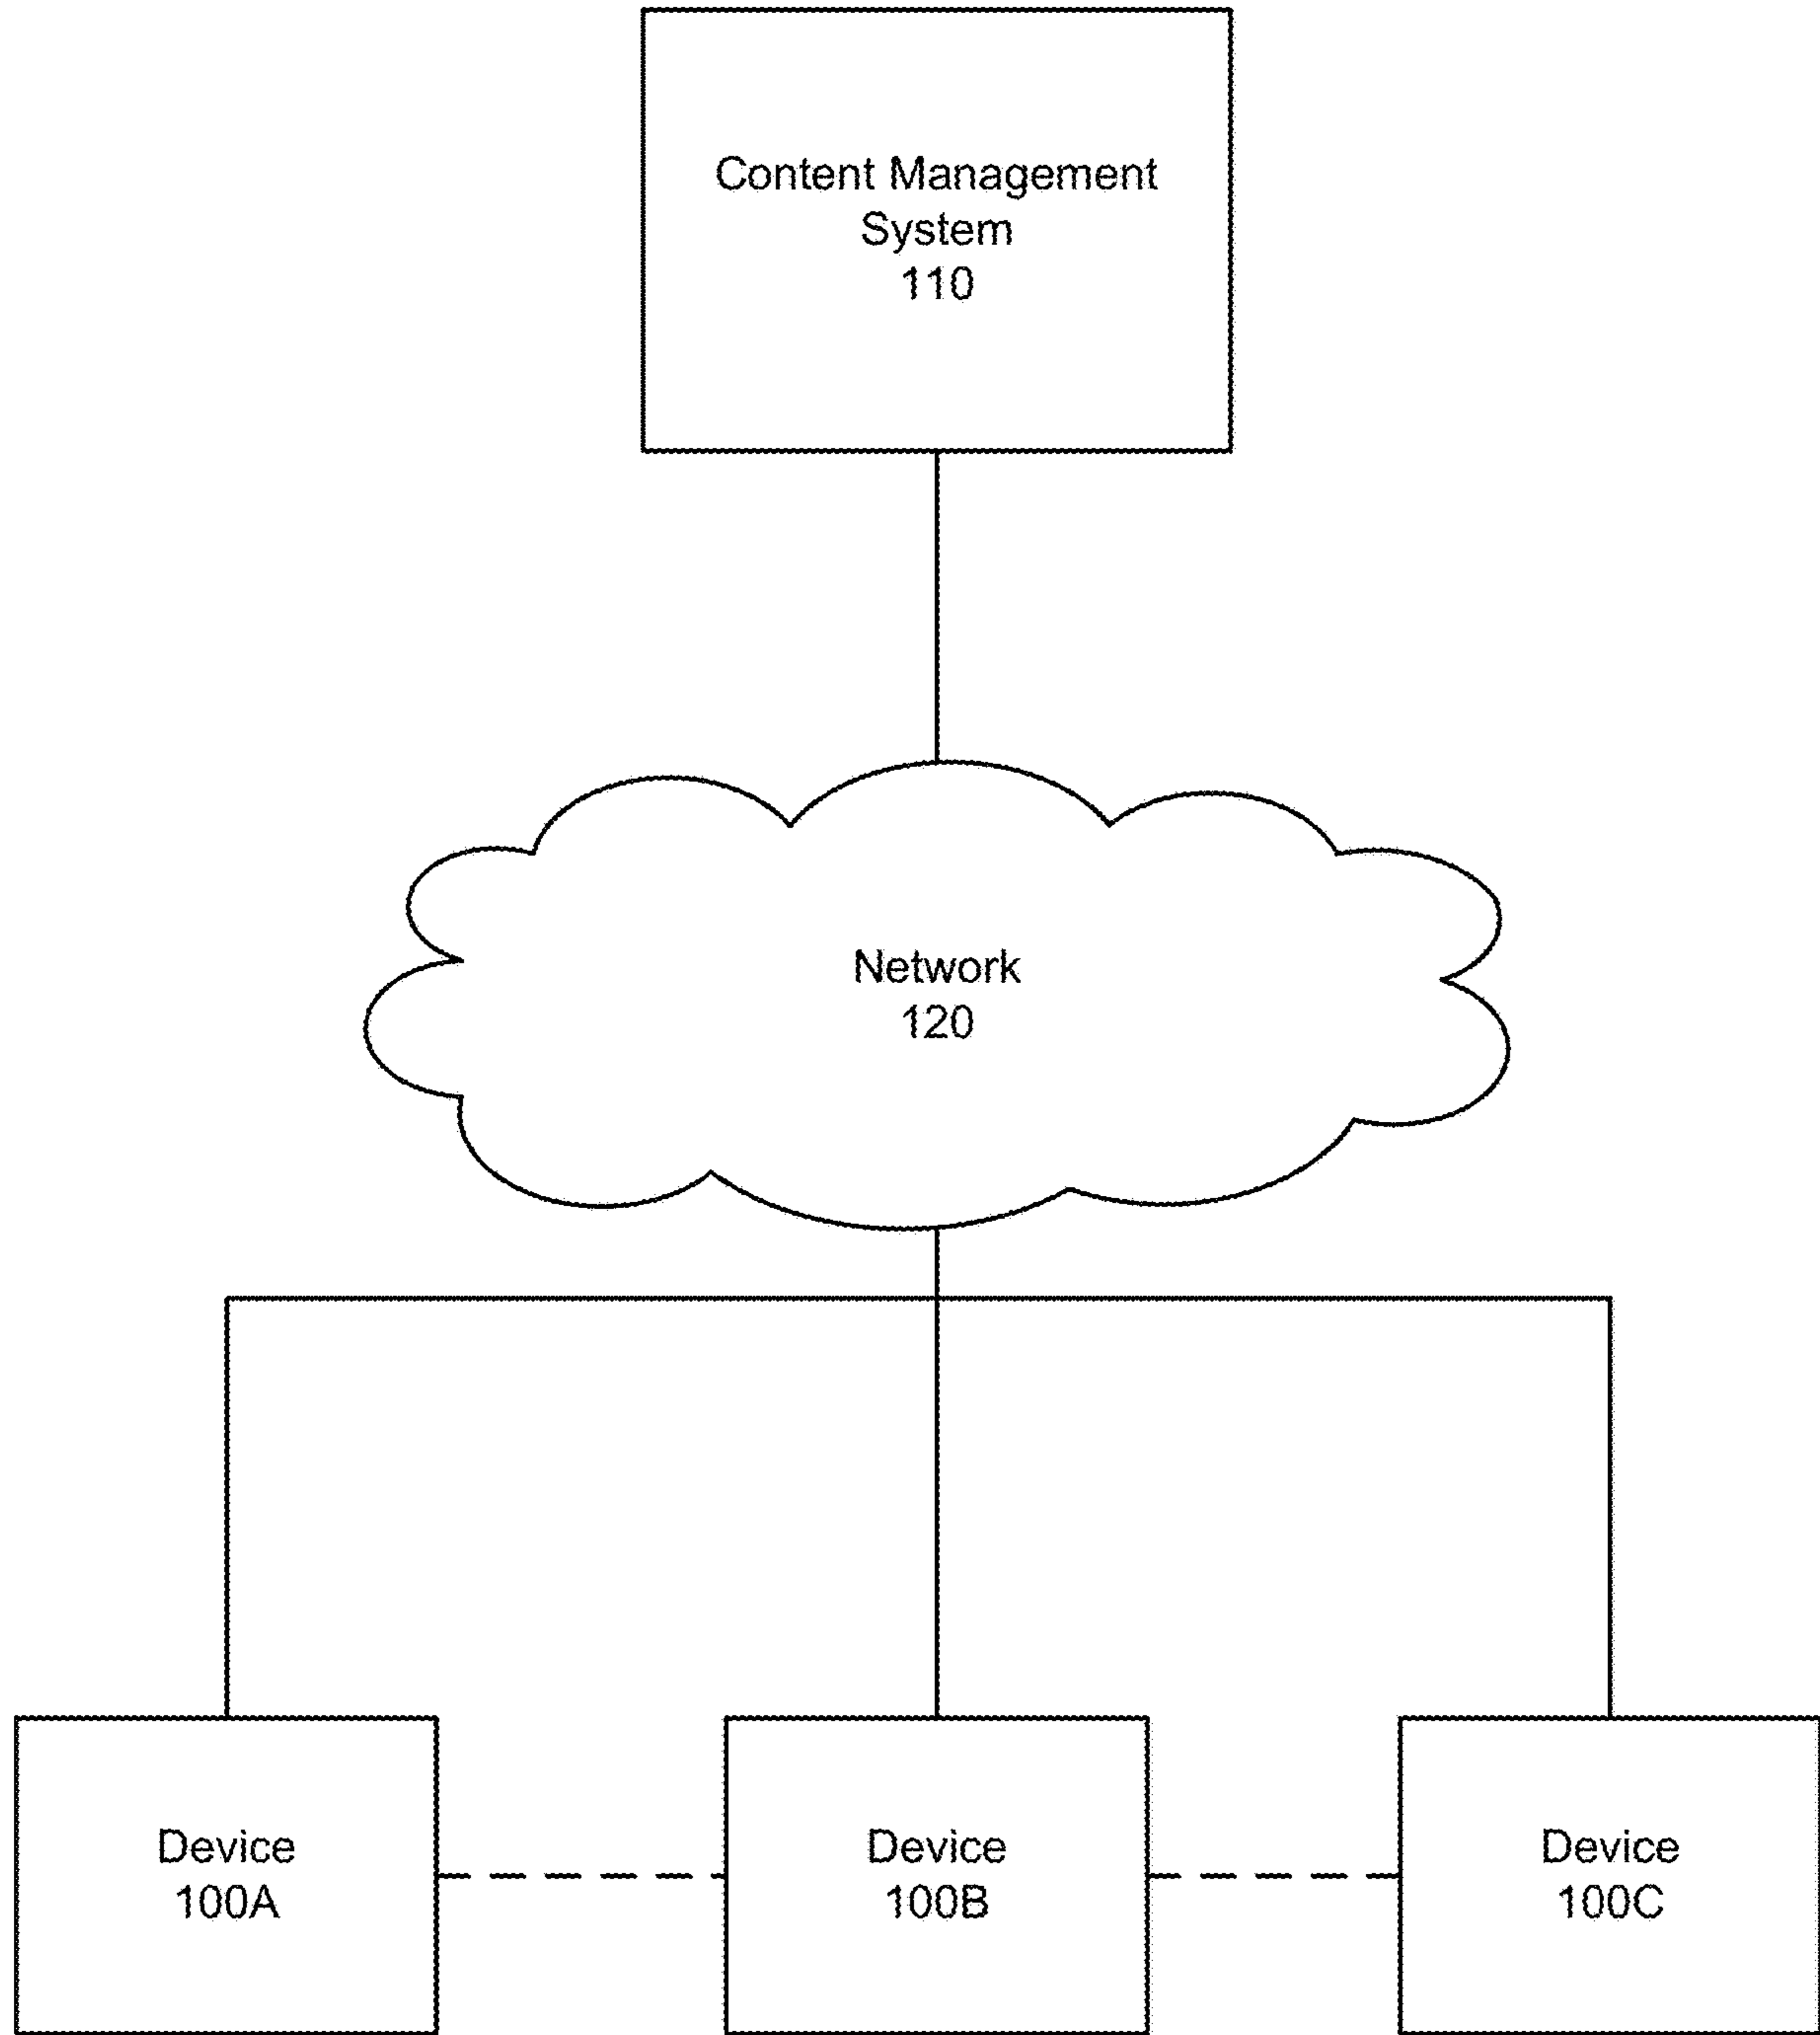 Content Management
System
110
Network
120
Device
100A
Device
100B
Device
100C